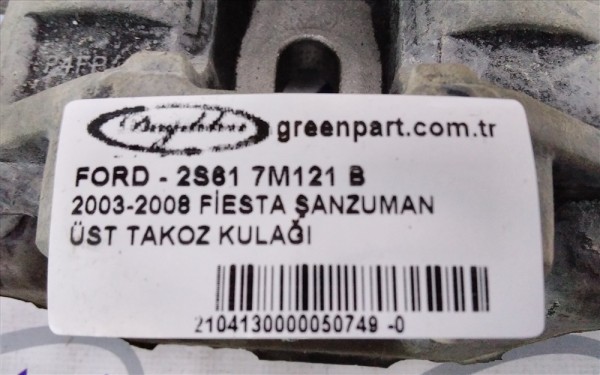 greenpart.com.tr
FORD - 2S61 7M121 B
2003-2008 FİESTA ŞANZUMAN
ÜST TAKOZ KULAĞI
2104130000050749 -0